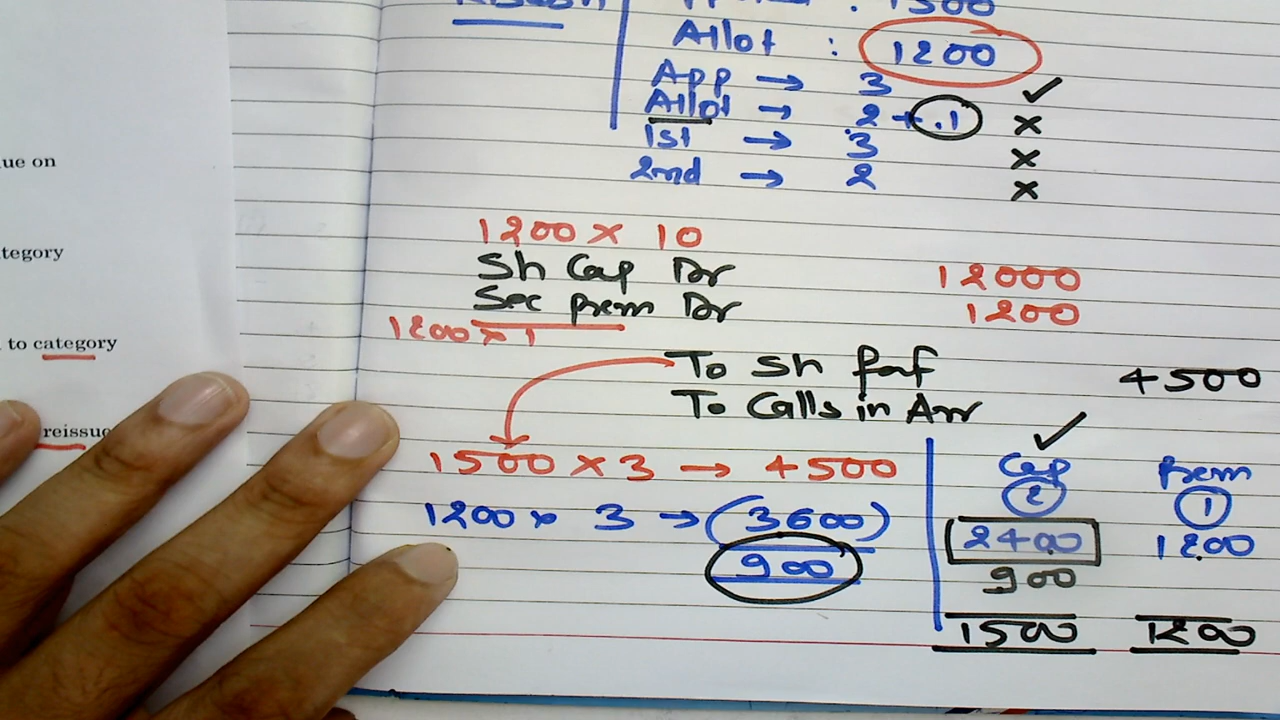 : 1500
Allot : 1200
App → 3 ✓
Allot → 2 + .1 ×
1st → 3 ×
2nd → 2 ×
ue on
1200 × 10
tegory
Sh Cap Dr 12000
Sec prem Dr 1200
1200 × 1
to category
To Sh forf 4500
To Calls in Arr
reissue
1500 × 3 → 4500
1200 × 3 → (3600)
900
✓
Cap Prem
2 1
2400 1200
900
1500 1200